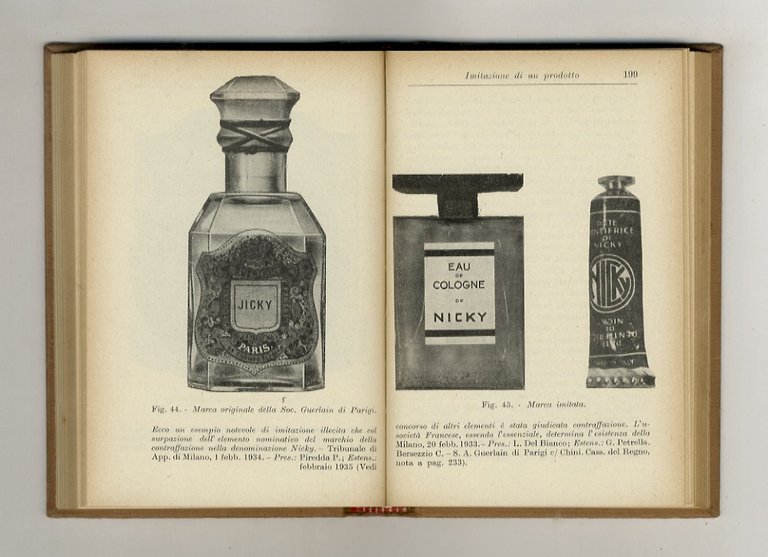 JICKY
PARIS
Fig. 44. - Marca originale della Soc. Guerlain di Parigi.
Ecco un esempio notevole di imitazione illecita che col
surpazione dell'elemento nominativo del marchio della
contraffazione nella denominazione Nicky. – Tribunale di
App. di Milano, 1 febb. 1934. – Pres.: Piredda P.; Estens.:
febbraio 1935 (Vedi
Imitazione di un prodotto 199
EAU
DE
COLOGNE
DE
NICKY
DE
NICKY
NICKY
Fig. 45. - Marca imitata.
concorso di altri elementi è stata giudicata contraffazione. L'u-
società Francese, essendo l'essenziale, determina l'esistenza della
Milano, 20 febb. 1933. – Pres.: L. Del Bianco; Estens.: G. Petrella.
Bersezzio C. – S. A. Guerlain di Parigi c/ Chini. Cass. del Regno,
nota a pag. 233).